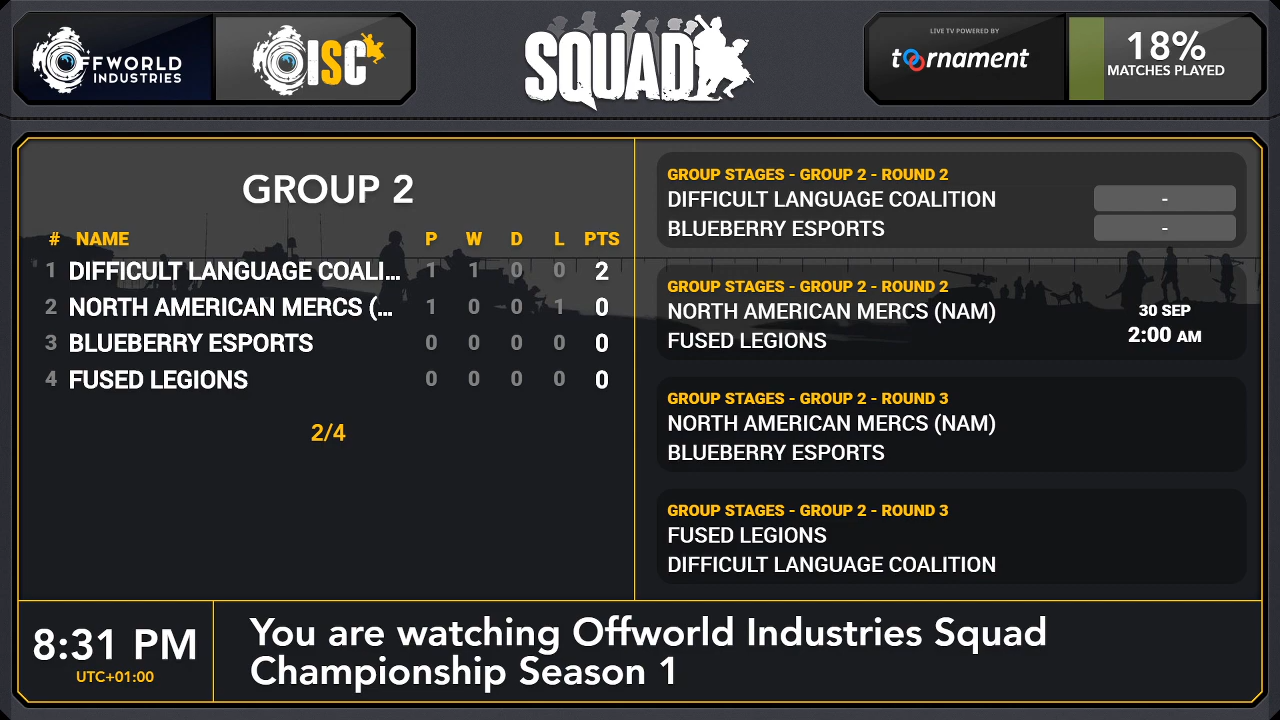 OFFWORLD
INDUSTRIES
OISC
SQUAD
LIVE TV POWERED BY
toornament
18%
MATCHES PLAYED
GROUP 2
# NAME P W D L PTS
1 DIFFICULT LANGUAGE COALI... 1 1 0 0 2
2 NORTH AMERICAN MERCS (... 1 0 0 1 0
3 BLUEBERRY ESPORTS 0 0 0 0 0
4 FUSED LEGIONS 0 0 0 0 0
2/4
GROUP STAGES - GROUP 2 - ROUND 2
DIFFICULT LANGUAGE COALITION -
BLUEBERRY ESPORTS -
GROUP STAGES - GROUP 2 - ROUND 2
NORTH AMERICAN MERCS (NAM) 30 SEP
FUSED LEGIONS 2:00 AM
GROUP STAGES - GROUP 2 - ROUND 3
NORTH AMERICAN MERCS (NAM)
BLUEBERRY ESPORTS
GROUP STAGES - GROUP 2 - ROUND 3
FUSED LEGIONS
DIFFICULT LANGUAGE COALITION
8:31 PM
UTC+01:00
You are watching Offworld Industries Squad
Championship Season 1